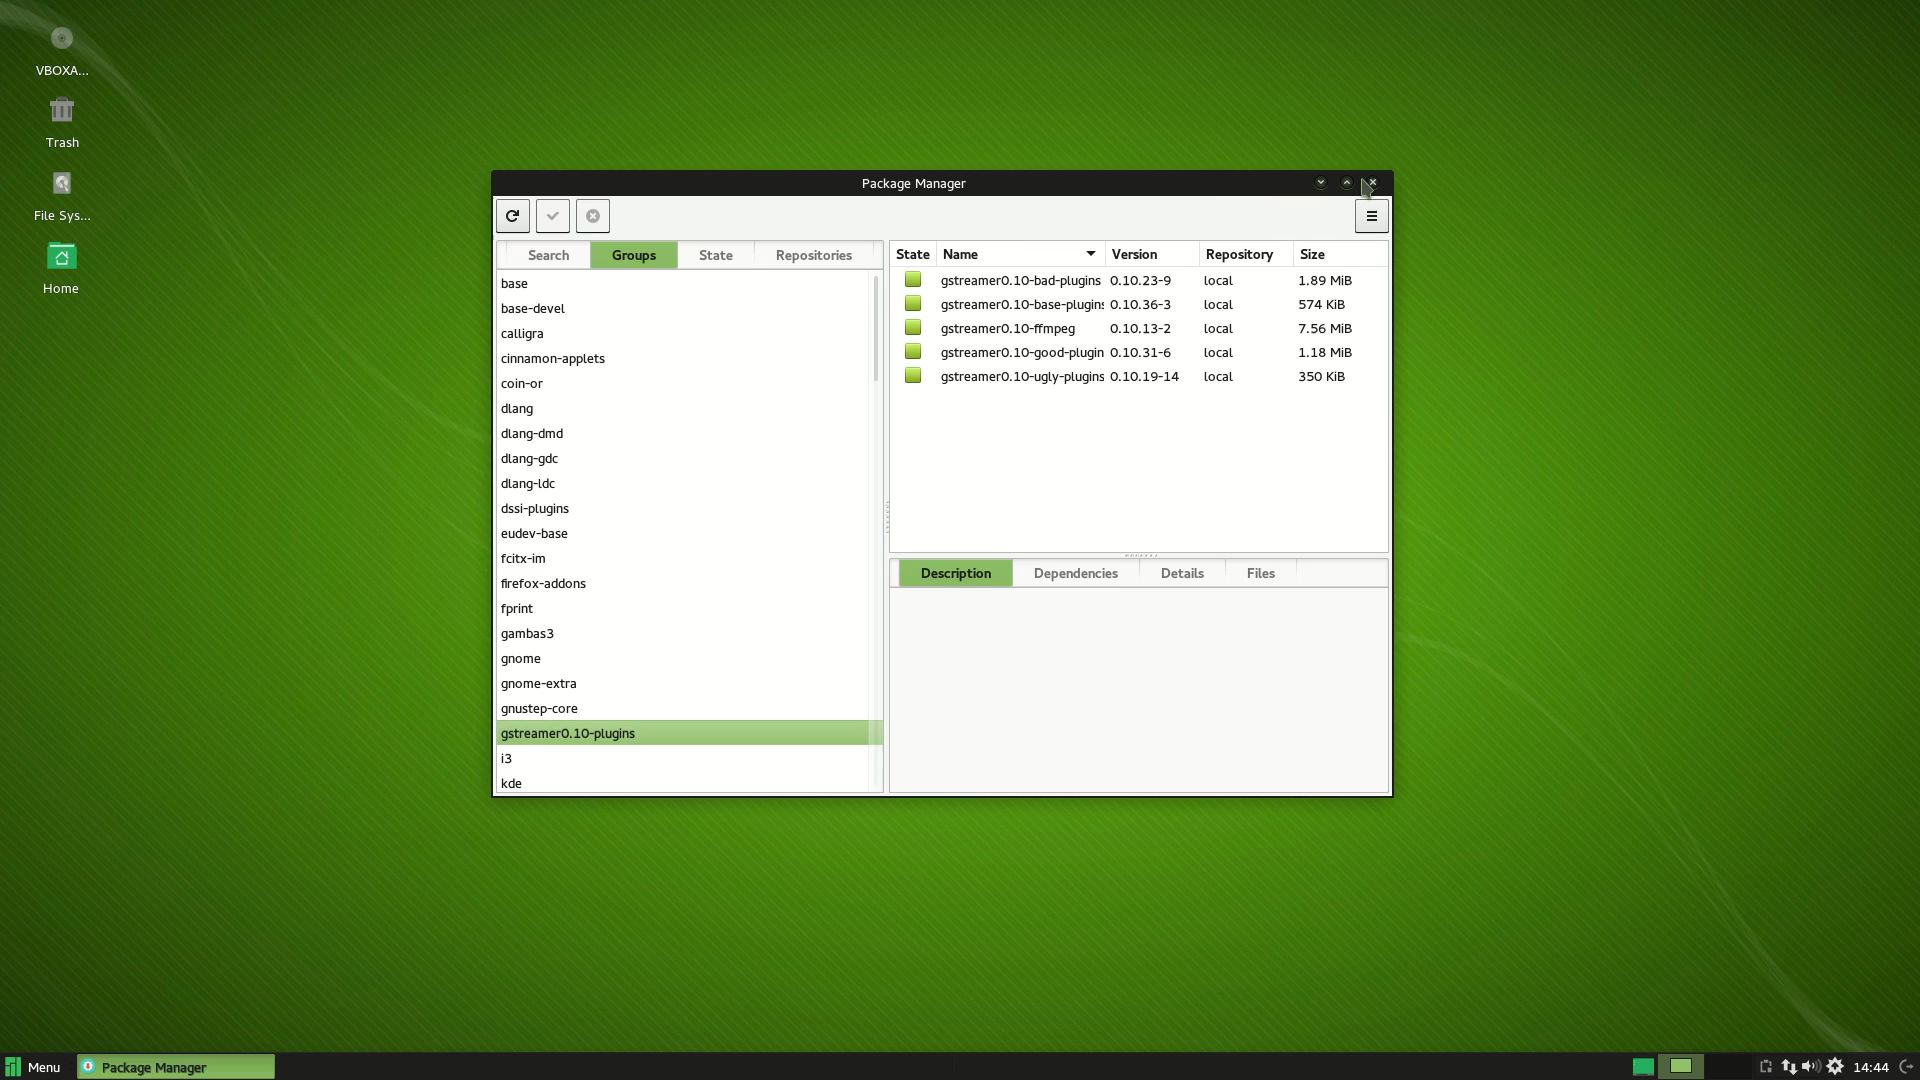 VBOXA...
Trash
File Sys...
Home
Package Manager
Search Groups State Repositories
base
base-devel
calligra
cinnamon-applets
coin-or
dlang
dlang-dmd
dlang-gdc
dlang-ldc
dssi-plugins
eudev-base
fcitx-im
firefox-addons
fprint
gambas3
gnome
gnome-extra
gnustep-core
gstreamer0.10-plugins
i3
kde
State Name Version Repository Size
gstreamer0.10-bad-plugins 0.10.23-9 local 1.89 MiB
gstreamer0.10-base-plugins 0.10.36-3 local 574 KiB
gstreamer0.10-ffmpeg 0.10.13-2 local 7.56 MiB
gstreamer0.10-good-plugin 0.10.31-6 local 1.18 MiB
gstreamer0.10-ugly-plugins 0.10.19-14 local 350 KiB
Description Dependencies Details Files
Menu Package Manager 14:44